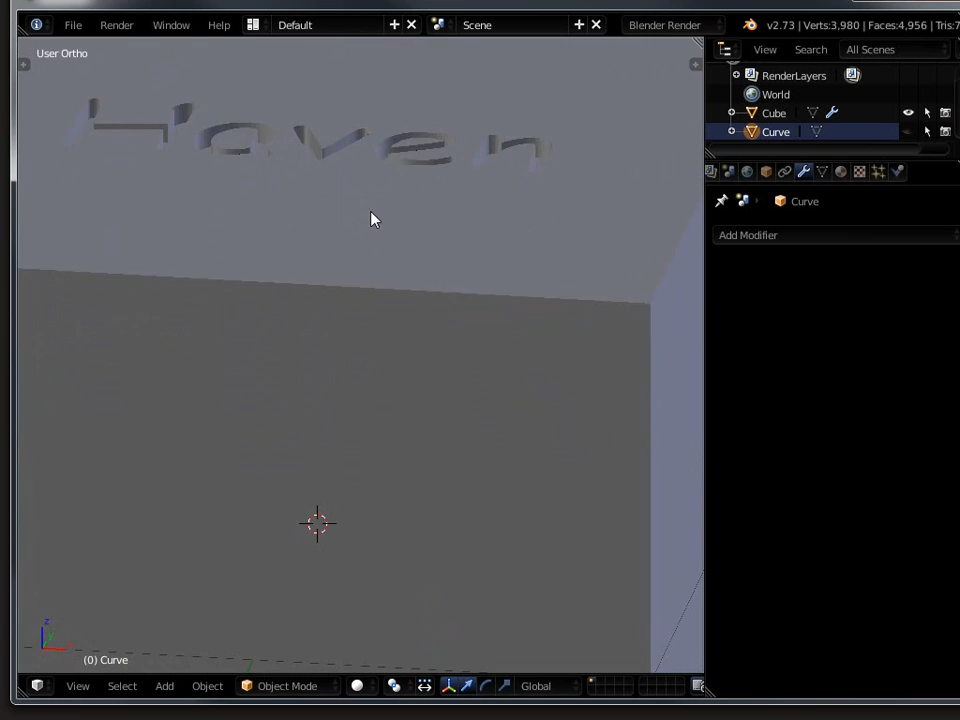 File Render Window Help Default Scene Blender Render v2.73 | Verts:3,980 | Faces:4,956 | Tris:7
User Ortho
View Search All Scenes
RenderLayers
World
Cube
Curve
Curve
Add Modifier
Haven
z
y
x
(0) Curve
View Select Add Object Object Mode Global